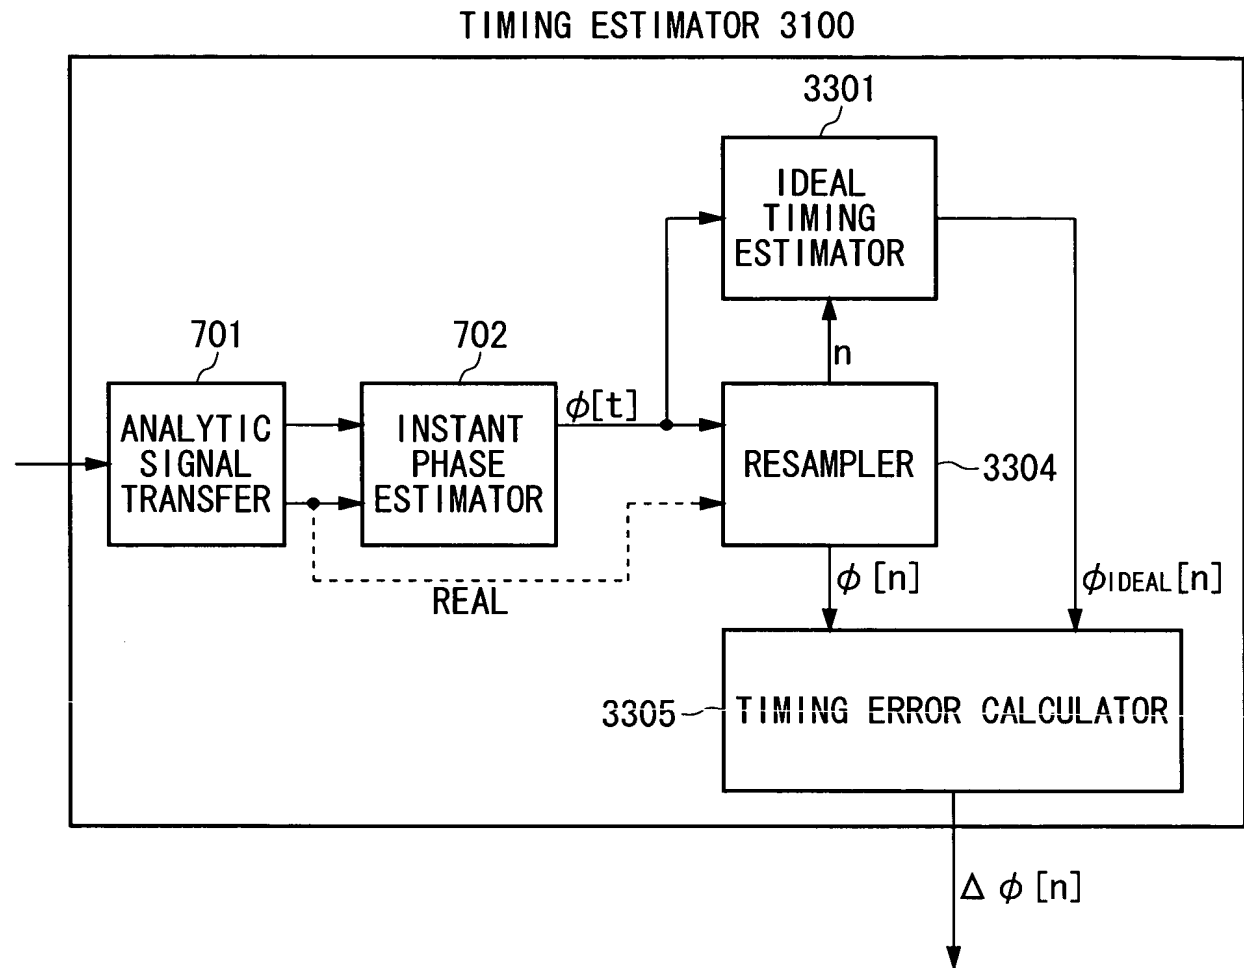 TIMING ESTIMATOR 3100
3301
IDEAL
TIMING
ESTIMATOR
701
702
n
ANALYTIC
SIGNAL
TRANSFER
INSTANT
PHASE
ESTIMATOR
ϕ[t]
RESAMPLER
3304
REAL
ϕ[n]
ϕIDEAL[n]
3305
TIMING ERROR CALCULATOR
Δϕ[n]